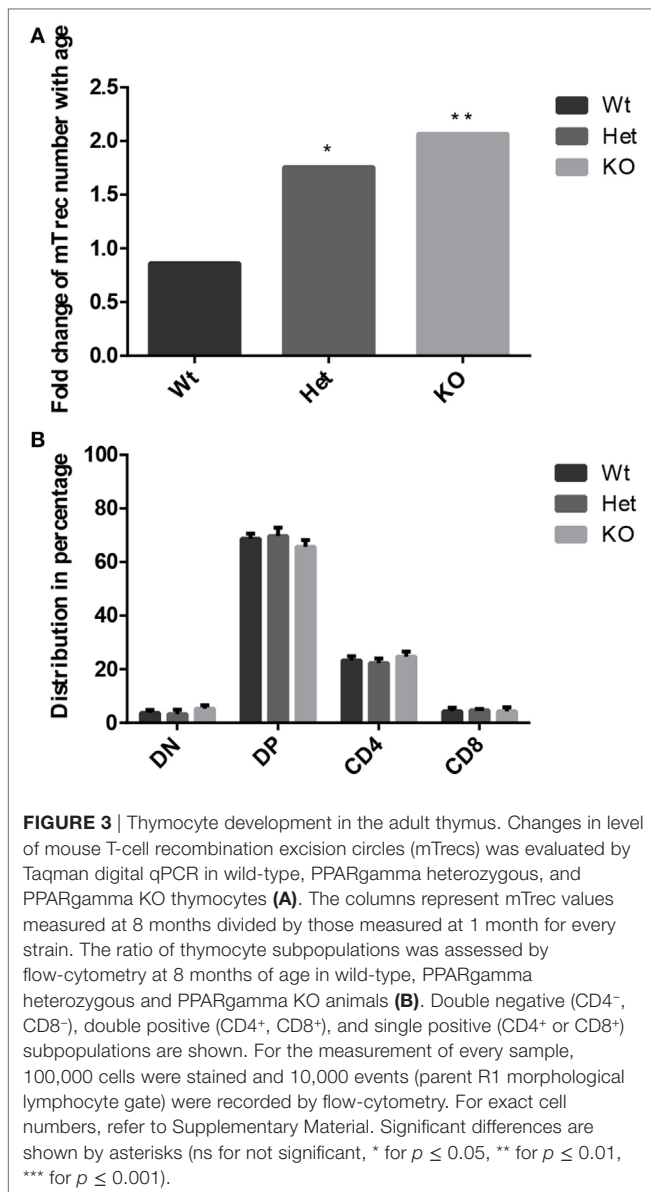 A
Fold change of mT rec number with age
2.5
2.0
1.5
1.0
0.5
0.0
*
**
Wt
Het
KO
Wt
Het
KO
B
Distribution in percentage
100
80
60
40
20
0
DN
DP
CD4
CD8
Wt
Het
KO
FIGURE 3 | Thymocyte development in the adult thymus. Changes in level
of mouse T-cell recombination excision circles (mTrecs) was evaluated by
Taqman digital qPCR in wild-type, PPARgamma heterozygous, and
PPARgamma KO thymocytes (A). The columns represent mTrec values
measured at 8 months divided by those measured at 1 month for every
strain. The ratio of thymocyte subpopulations was assessed by
flow-cytometry at 8 months of age in wild-type, PPARgamma
heterozygous and PPARgamma KO animals (B). Double negative (CD4⁻,
CD8⁻), double positive (CD4⁺, CD8⁺), and single positive (CD4⁺ or CD8⁺)
subpopulations are shown. For the measurement of every sample,
100,000 cells were stained and 10,000 events (parent R1 morphological
lymphocyte gate) were recorded by flow-cytometry. For exact cell
numbers, refer to Supplementary Material. Significant differences are
shown by asterisks (ns for not significant, * for p ≤ 0.05, ** for p ≤ 0.01,
*** for p ≤ 0.001).